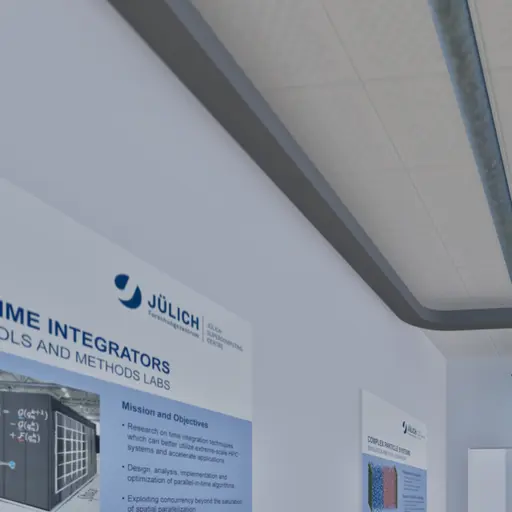 JÜLICH
Forschungszentrum
JÜLICH
SUPERCOMPUTING
CENTRE
IME INTEGRATORS
OLS AND METHODS LABS
Mission and Objectives
• Research on time integration techniques
which can better utilize extreme-scale HPC
systems and accelerate applications
• Design, analysis, implementation and
optimization of parallel-in-time algorithms
• Exploiting concurrency beyond the saturation
of spatial parallelization
JÜLICH
COMPLEX PARTICLE SYSTEMS